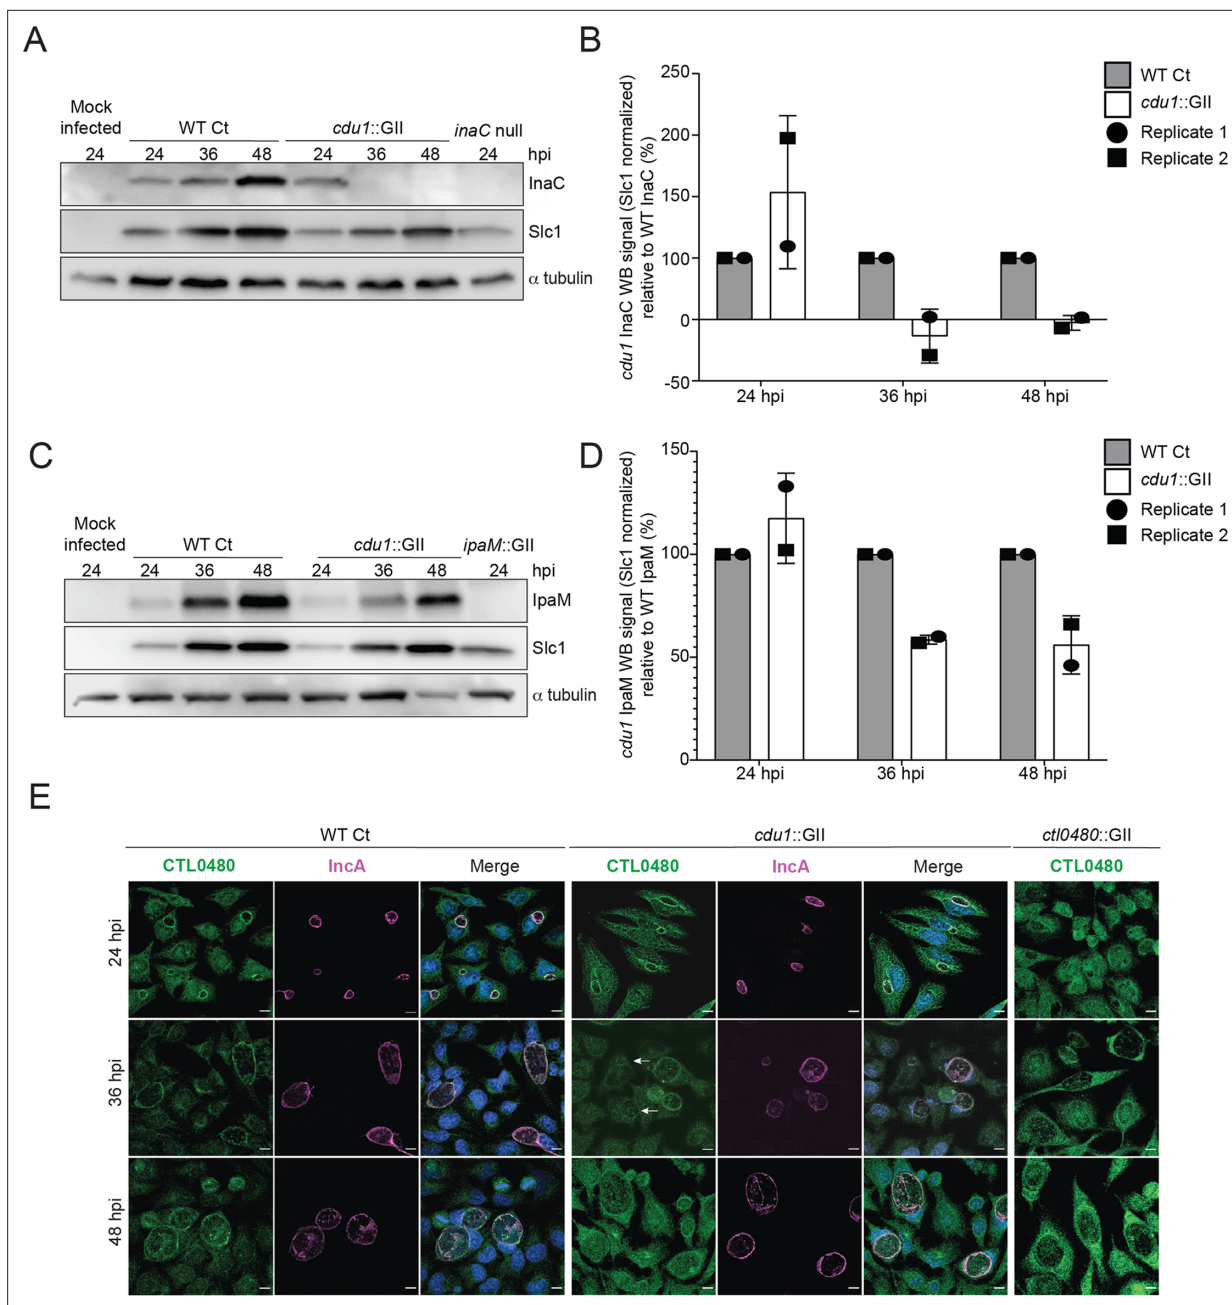 A
Mock
infected
WT Ct
cdu1::GII
inaC null
24 24 36 48 24 36 48 24 hpi
InaC
Slc1
α tubulin
B
cdu1 InaC WB signal (Slc1 normalized)
relative to WT InaC (%)
250
200
150
100
50
0
-50
24 hpi 36 hpi 48 hpi
WT Ct
cdu1::GII
Replicate 1
Replicate 2
C
Mock
infected
WT Ct
cdu1::GII
ipaM::GII
24 24 36 48 24 36 48 24 hpi
IpaM
Slc1
α tubulin
D
cdu1 IpaM WB signal (Slc1 normalized)
relative to WT IpaM (%)
150
100
50
0
24 hpi 36 hpi 48 hpi
WT Ct
cdu1::GII
Replicate 1
Replicate 2
E
WT Ct cdu1::GII ctl0480::GII
CTL0480 IncA Merge CTL0480 IncA Merge CTL0480
24 hpi
36 hpi
48 hpi